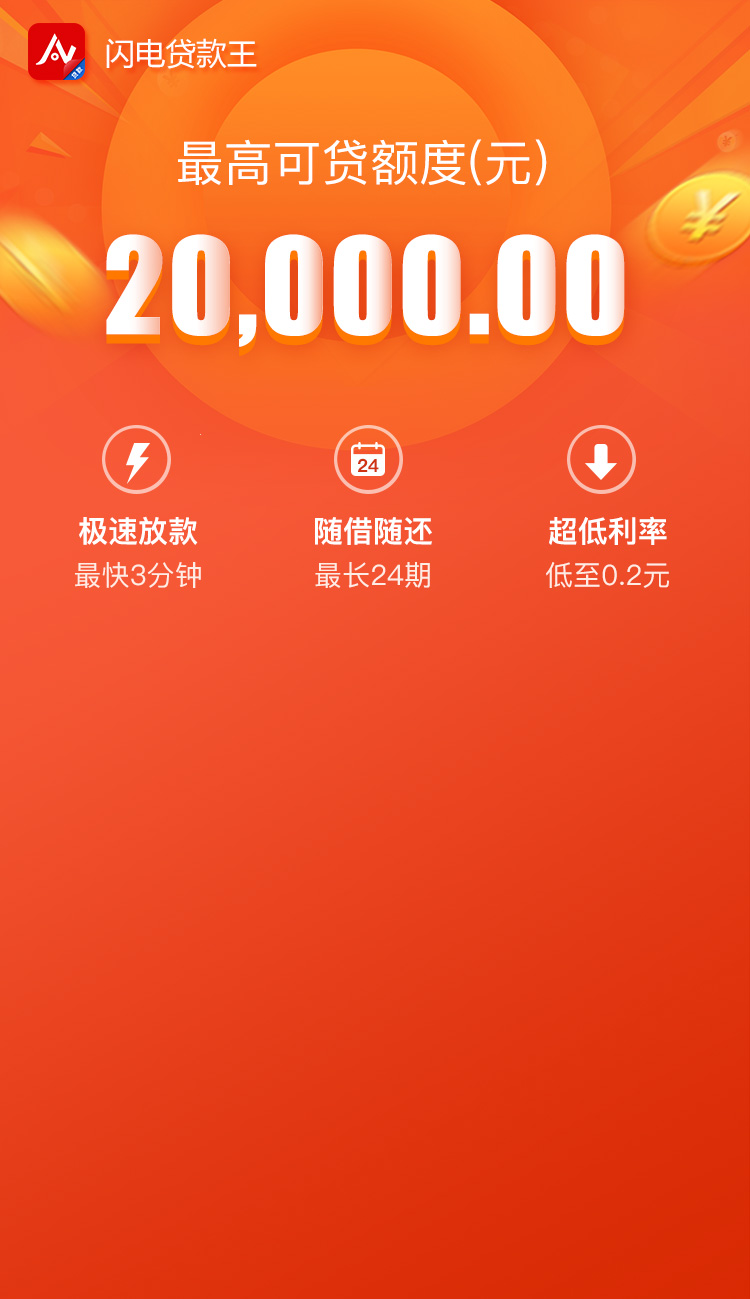 闪电贷款王
贷款
最高可贷额度(元)
20,000.00
24
极速放款
随借随还
超低利率
最快3分钟
最长24期
低至0.2元